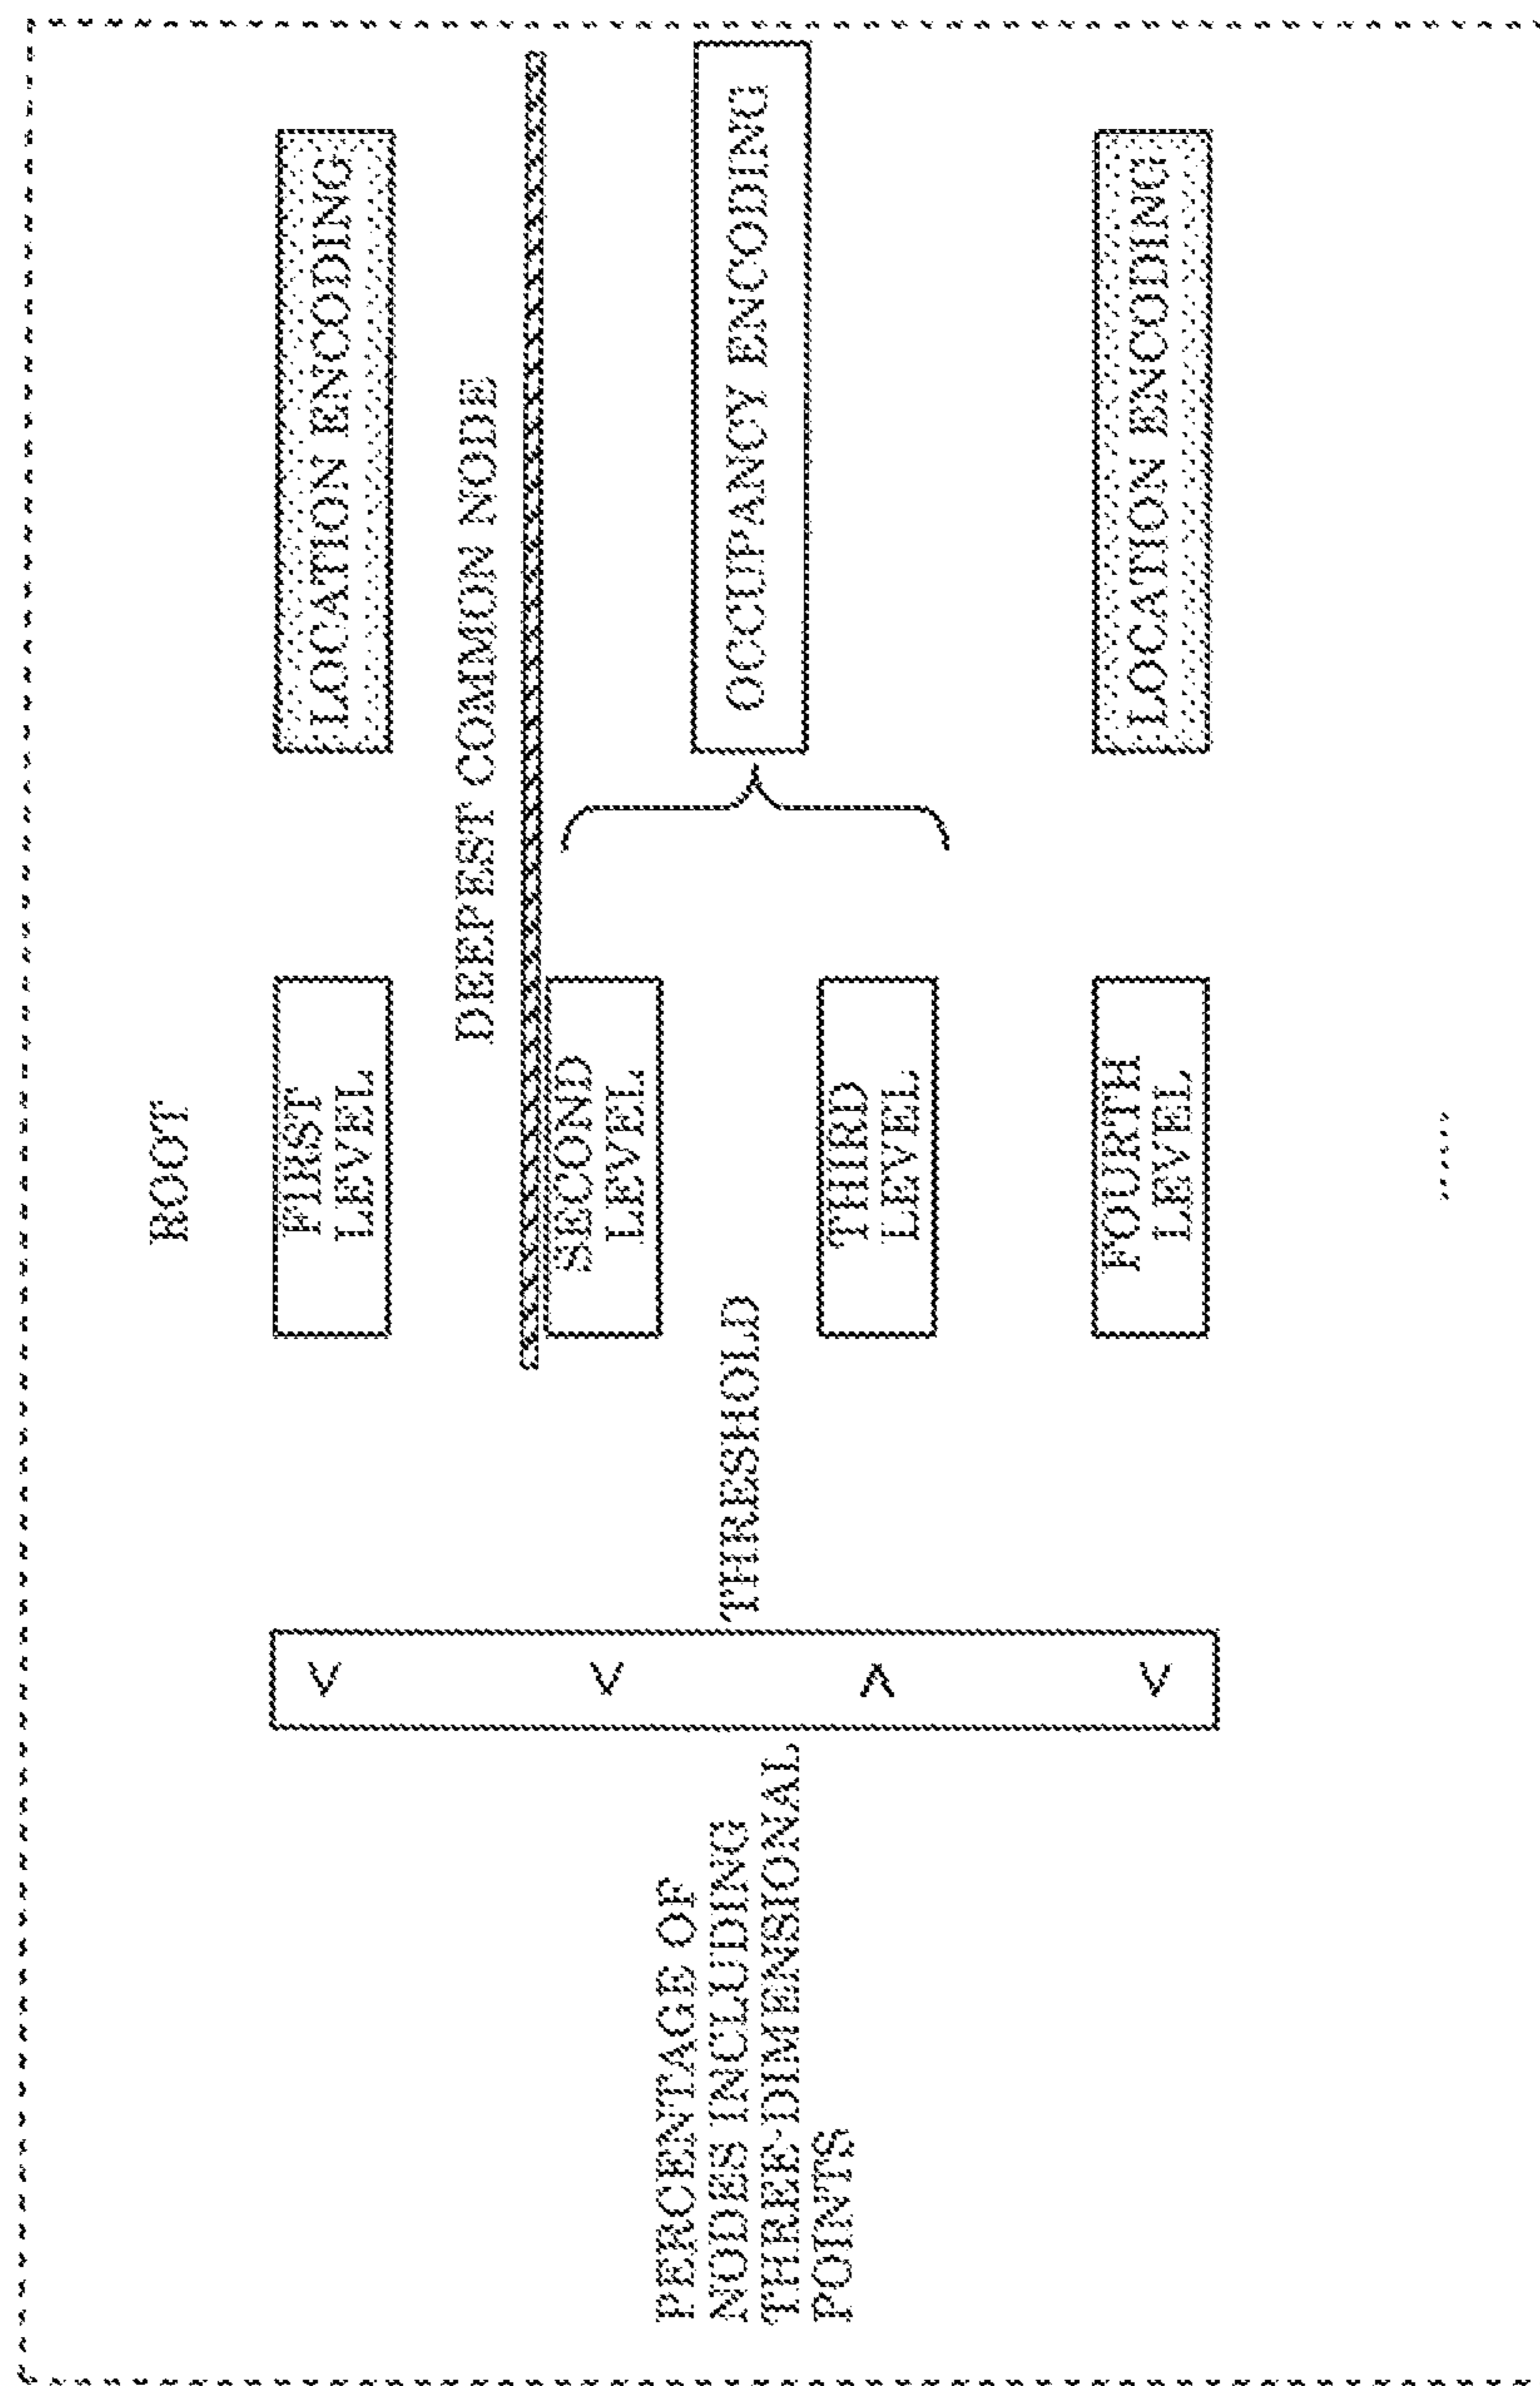 ROOT
<
FIRST
LEVEL
LOCATION ENCODING
DEEPEST COMMON NODE
<
SECOND
LEVEL
PERCENTAGE OF
NODES INCLUDING
THREE-DIMENSIONAL
POINTS
THRESHOLD
OCCUPANCY ENCODING
>
THIRD
LEVEL
<
FOURTH
LEVEL
LOCATION ENCODING
.....